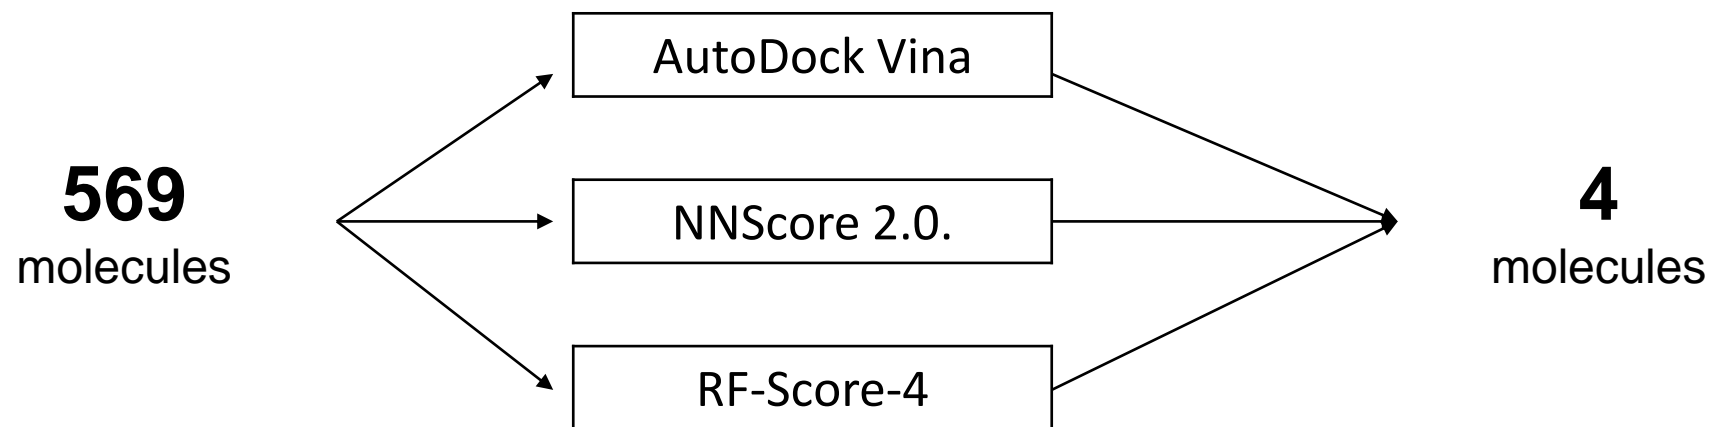 569
molecules
AutoDock Vina
NNScore 2.0.
RF-Score-4
4
molecules